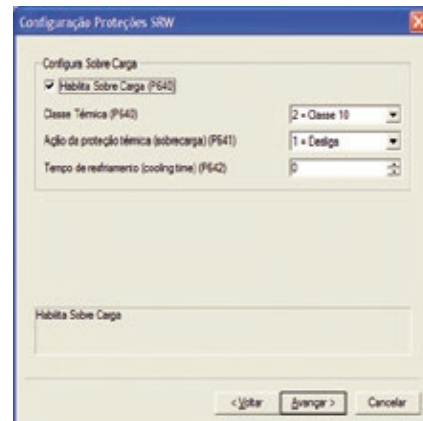 Configuração Proteções SRW
Configura Sobre Carga
Habilita Sobre Carga (P640)
Classe Térmica (P640)
2 = Classe 10
Ação da proteção térmica (sobrecarga) (P641)
1 = Desliga
Tempo de resfriamento (cooling time) (P642)
0
Habilita Sobre Carga
< Voltar
Avançar >
Cancelar